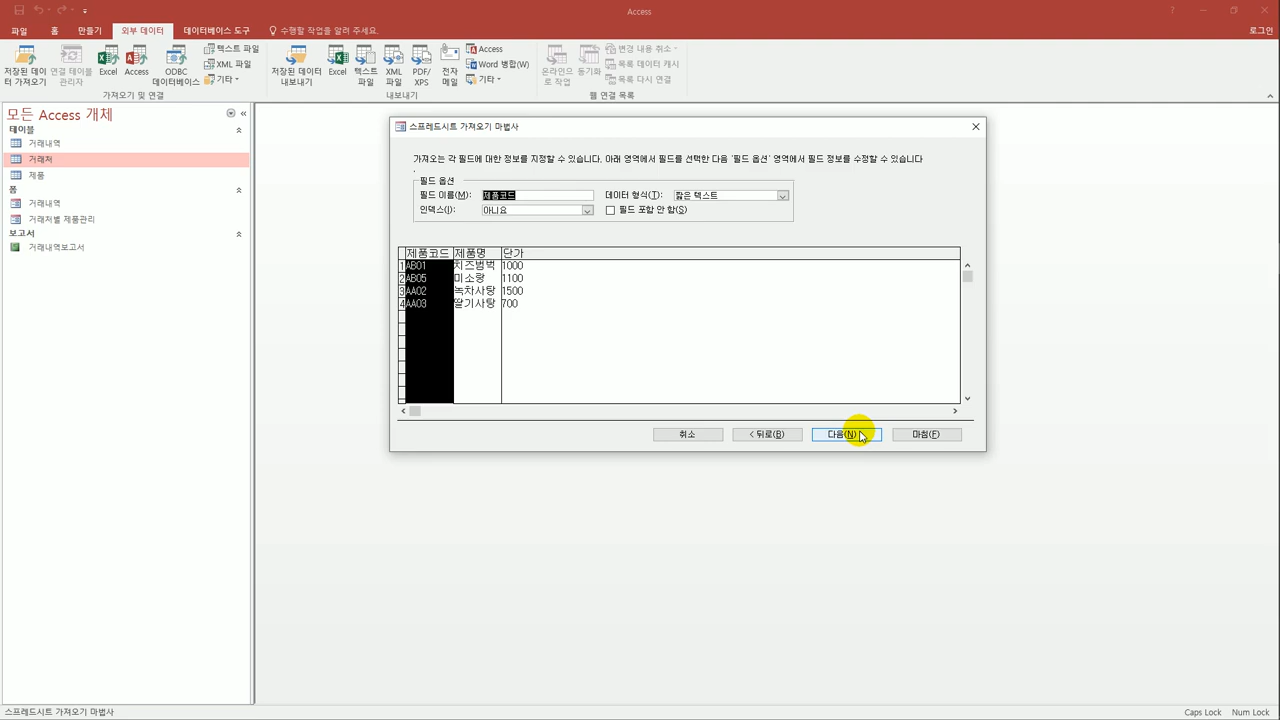 Access
로그인
파일 홈 만들기 외부 데이터 데이터베이스 도구 수행할 작업을 알려 주세요.
저장된 데이터 가져오기
연결 테이블 관리자
Excel
Access
ODBC 데이터베이스
텍스트 파일
XML 파일
기타
가져오기 및 연결
저장된 데이터 내보내기
Excel
텍스트 파일
XML 파일
PDF/XPS
전자 메일
Access
Word 병합(W)
기타
내보내기
온라인으로 작업
동기화
변경 내용 취소
목록 데이터 캐시
목록 다시 연결
웹 연결 목록
모든 Access 개체
테이블
거래내역
거래처
제품
폼
거래내역
거래처별 제품관리
보고서
거래내역보고서
스프레드시트 가져오기 마법사
가져오는 각 필드에 대한 정보를 지정할 수 있습니다. 아래 영역에서 필드를 선택한 다음 '필드 옵션' 영역에서 필드 정보를 수정할 수 있습니다
.
필드 옵션
필드 이름(M): 제품코드 데이터 형식(T): 짧은 텍스트
인덱스(I): 아니요 필드 포함 안 함(S)
제품코드 제품명 단가
1 AB01 치즈범벅 1000
2 AB05 미소랑 1100
3 AA02 녹차사탕 1500
4 AA03 딸기사탕 700
취소 < 뒤로(B) 다음(N) > 마침(F)
스프레드시트 가져오기 마법사
Caps Lock Num Lock